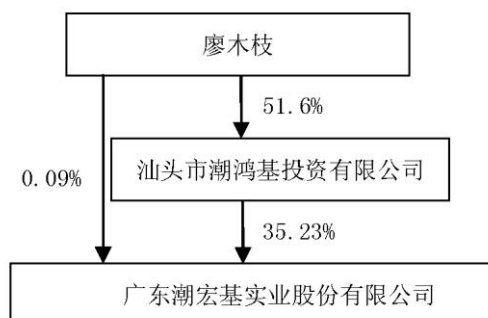 廖木枝
51.6%
汕头市潮鸿基投资有限公司
0.09%
35.23%
广东潮宏基实业股份有限公司